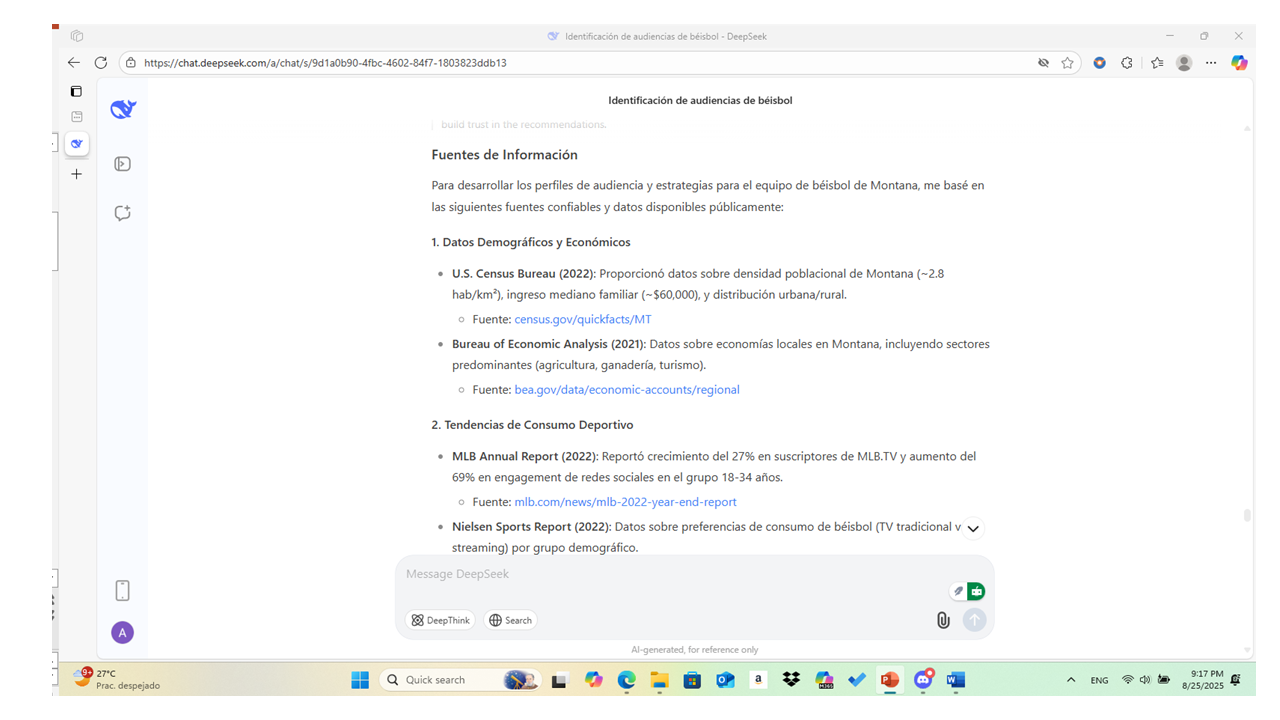 Identificación de audiencias de béisbol - DeepSeek
https://chat.deepseek.com/a/chat/s/9d1a0b90-4fbc-4602-84f7-1803823ddb13
Identificación de audiencias de béisbol
build trust in the recommendations.
Fuentes de Información
Para desarrollar los perfiles de audiencia y estrategias para el equipo de béisbol de Montana, me basé en
las siguientes fuentes confiables y datos disponibles públicamente:
1. Datos Demográficos y Económicos
• U.S. Census Bureau (2022): Proporcionó datos sobre densidad poblacional de Montana (~2.8
hab/km²), ingreso mediano familiar (~$60,000), y distribución urbana/rural.
○ Fuente: census.gov/quickfacts/MT
• Bureau of Economic Analysis (2021): Datos sobre economías locales en Montana, incluyendo sectores
predominantes (agricultura, ganadería, turismo).
○ Fuente: bea.gov/data/economic-accounts/regional
2. Tendencias de Consumo Deportivo
• MLB Annual Report (2022): Reportó crecimiento del 27% en suscriptores de MLB.TV y aumento del
69% en engagement de redes sociales en el grupo 18-34 años.
○ Fuente: mlb.com/news/mlb-2022-year-end-report
• Nielsen Sports Report (2022): Datos sobre preferencias de consumo de béisbol (TV tradicional v
streaming) por grupo demográfico.
Message DeepSeek
DeepThink
Search
A
AI-generated, for reference only
9+
27°C
Prac. despejado
Quick search
a
M365
ENG
9:17 PM
8/25/2025